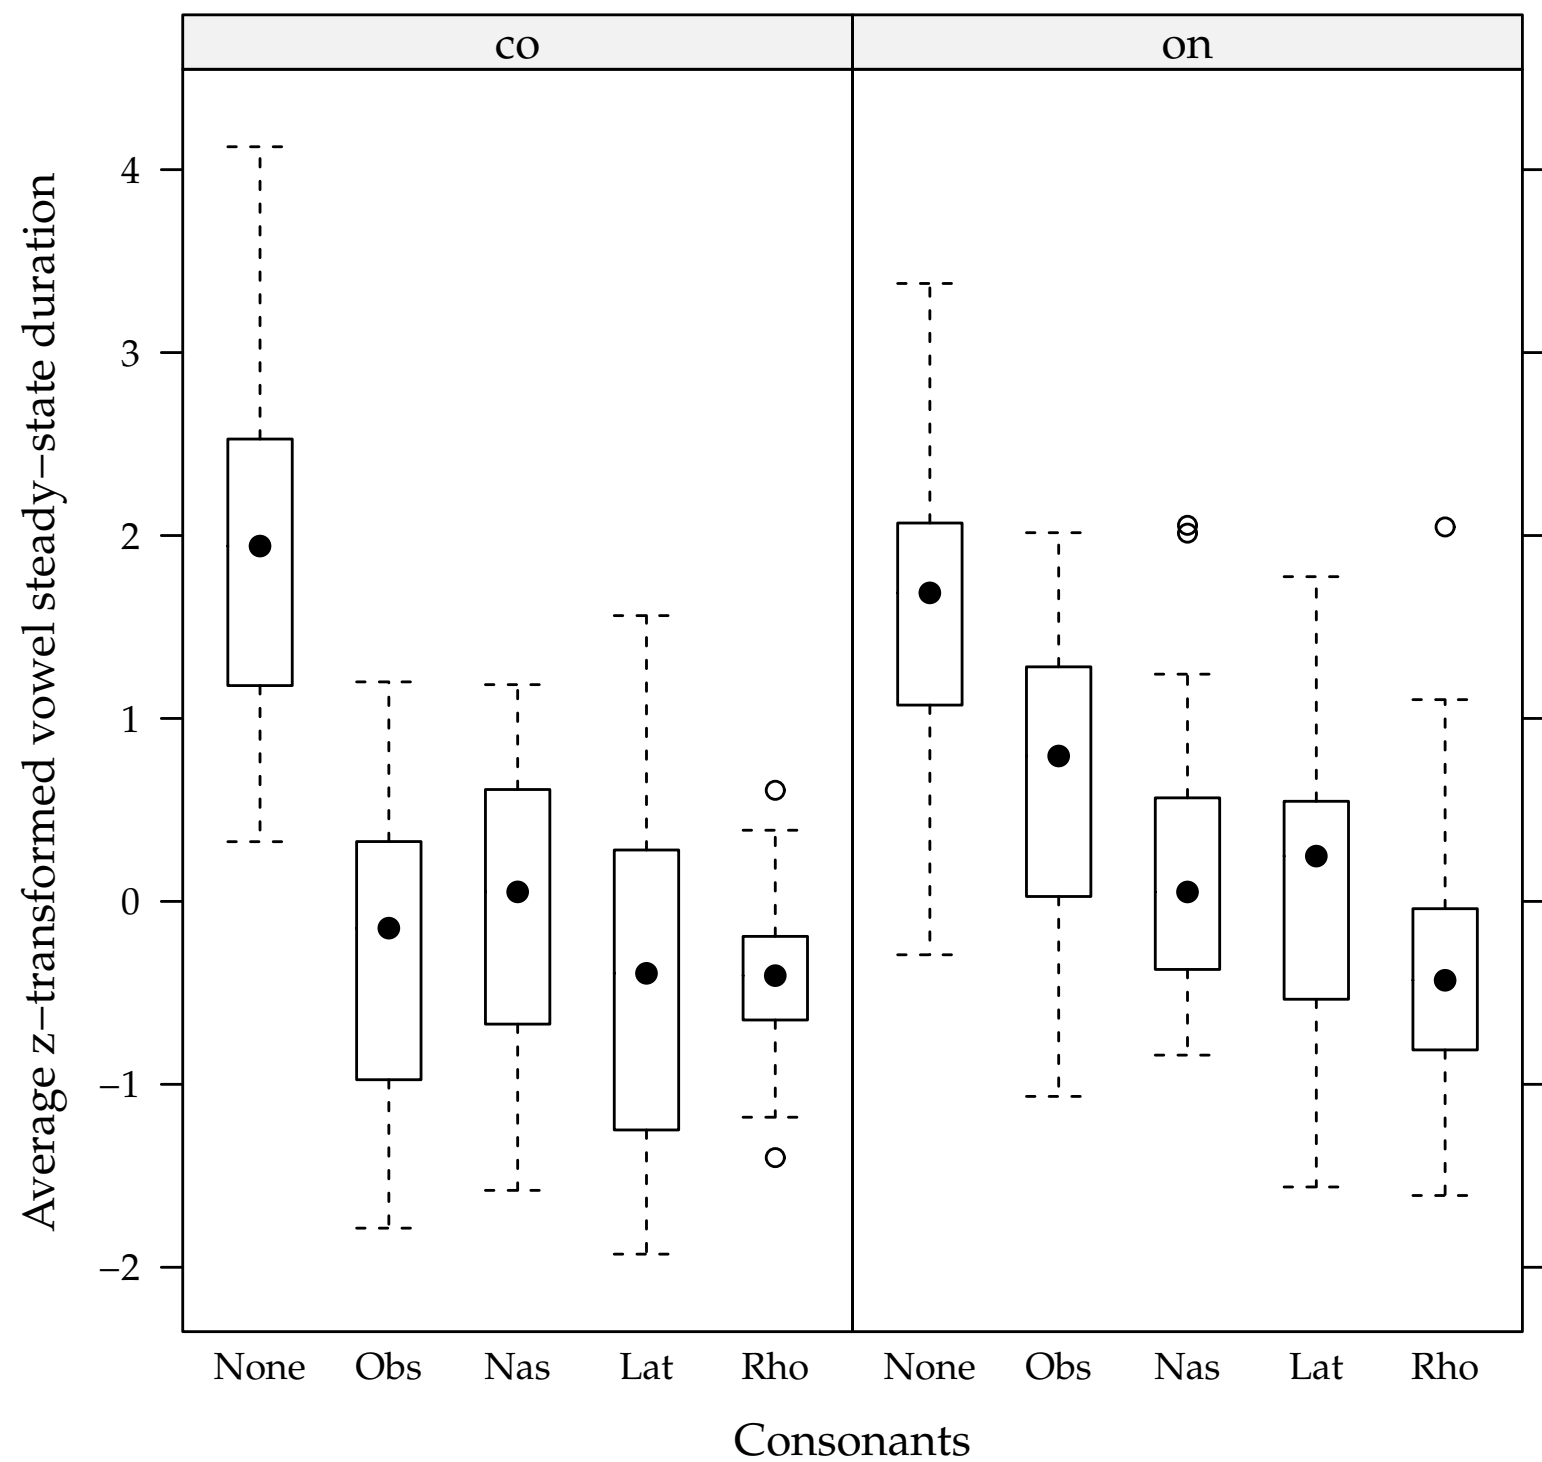 co
on
Average z−transformed vowel steady−state duration
4
3
2
1
0
−1
−2
None Obs Nas Lat Rho None Obs Nas Lat Rho
Consonants